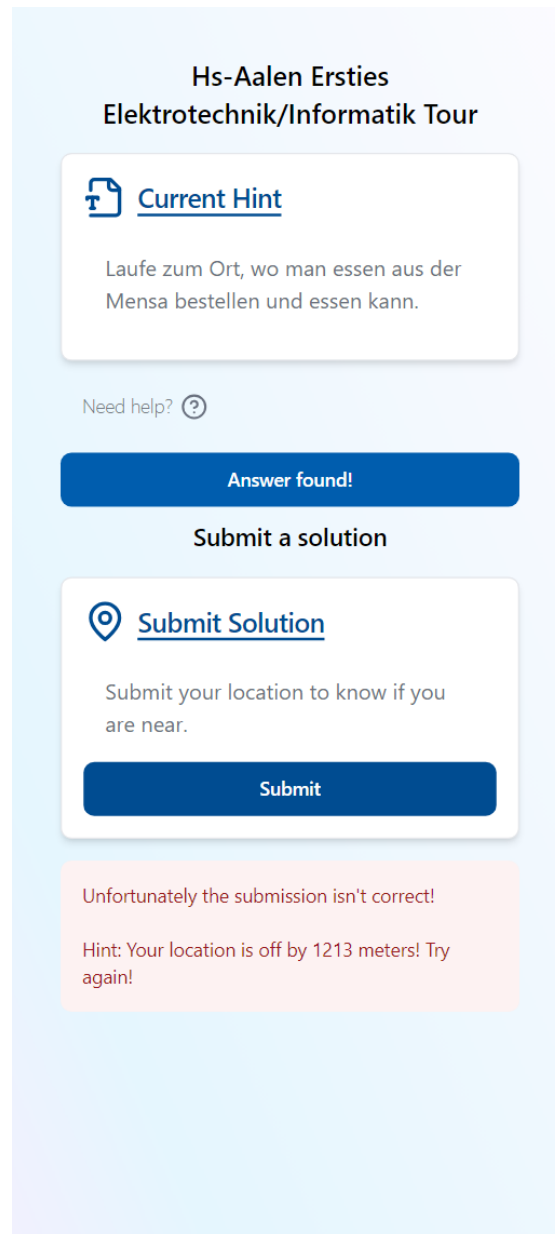 Hs-Aalen Ersties
Elektrotechnik/Informatik Tour
Current Hint
Laufe zum Ort, wo man essen aus der
Mensa bestellen und essen kann.
Need help?
Answer found!
Submit a solution
Submit Solution
Submit your location to know if you
are near.
Submit
Unfortunately the submission isn't correct!
Hint: Your location is off by 1213 meters! Try
again!